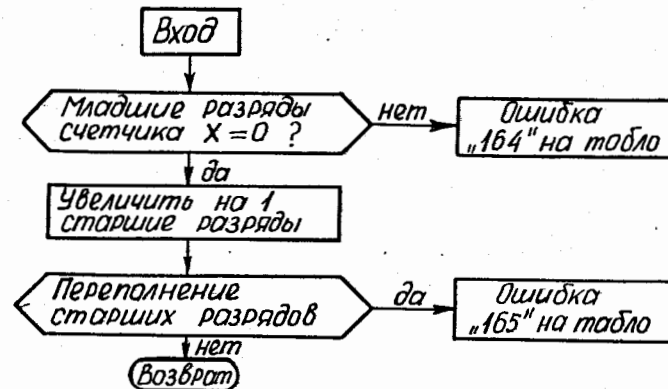 Вход
Младшие разряды
счетчика X=0 ?
нет
Ошибка
„164" на табло
да
Увеличить на 1
старшие разряды
Переполнение
старших разрядов
да
Ошибка
„165" на табло
нет
Возврат